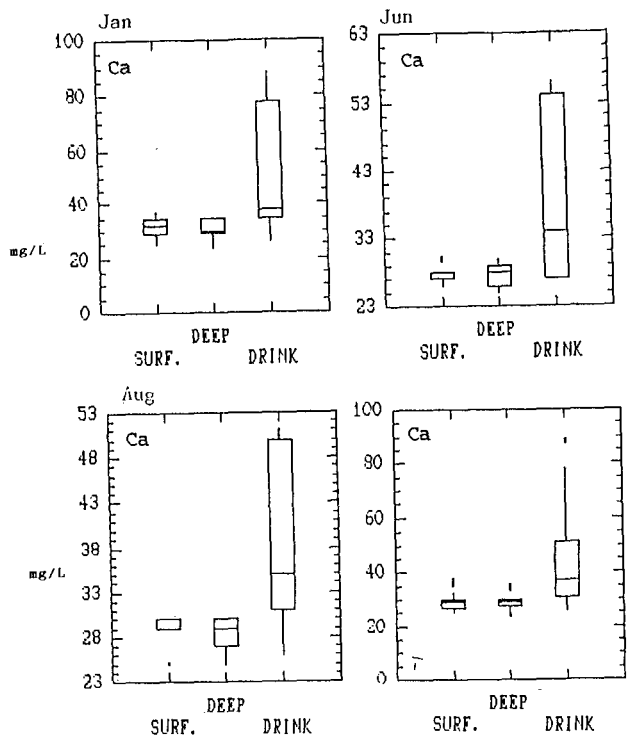 Jan
100
Ca
80
60
40
mg/L
20
0
DEEP
SURF. DRINK
Jun
63
Ca
53
43
33
23
DEEP
SURF. DRINK
Aug
53
Ca
48
43
38
mg/L
33
28
23
DEEP
SURF. DRINK
100
Ca
80
60
40
20
0
DEEP
SURF. DRINK